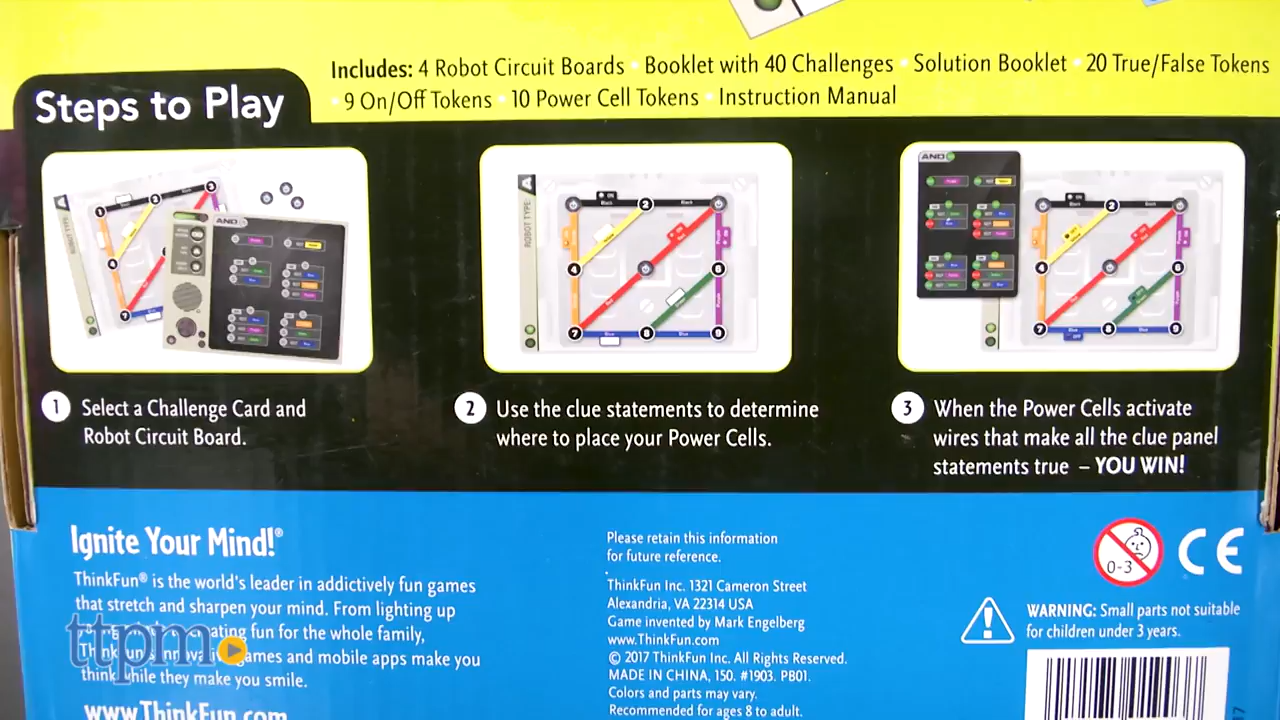 Includes: 4 Robot Circuit Boards • Booklet with 40 Challenges • Solution Booklet • 20 True/False Tokens
• 9 On/Off Tokens • 10 Power Cell Tokens • Instruction Manual
Steps to Play
1 Select a Challenge Card and
Robot Circuit Board.
2 Use the clue statements to determine
where to place your Power Cells.
3 When the Power Cells activate
wires that make all the clue panel
statements true – YOU WIN!
Ignite Your Mind!®
ThinkFun® is the world's leader in addictively fun games
that stretch and sharpen your mind. From lighting up
fun for the whole family,
games and mobile apps make you
think while they make you smile.
www.ThinkFun.com
ttpm
Please retain this information
for future reference.
ThinkFun Inc. 1321 Cameron Street
Alexandria, VA 22314 USA
Game invented by Mark Engelberg
www.ThinkFun.com
© 2017 ThinkFun Inc. All Rights Reserved.
MADE IN CHINA, 150. #1903. PB01.
Colors and parts may vary.
Recommended for ages 8 to adult.
0-3
CE
WARNING: Small parts not suitable
for children under 3 years.